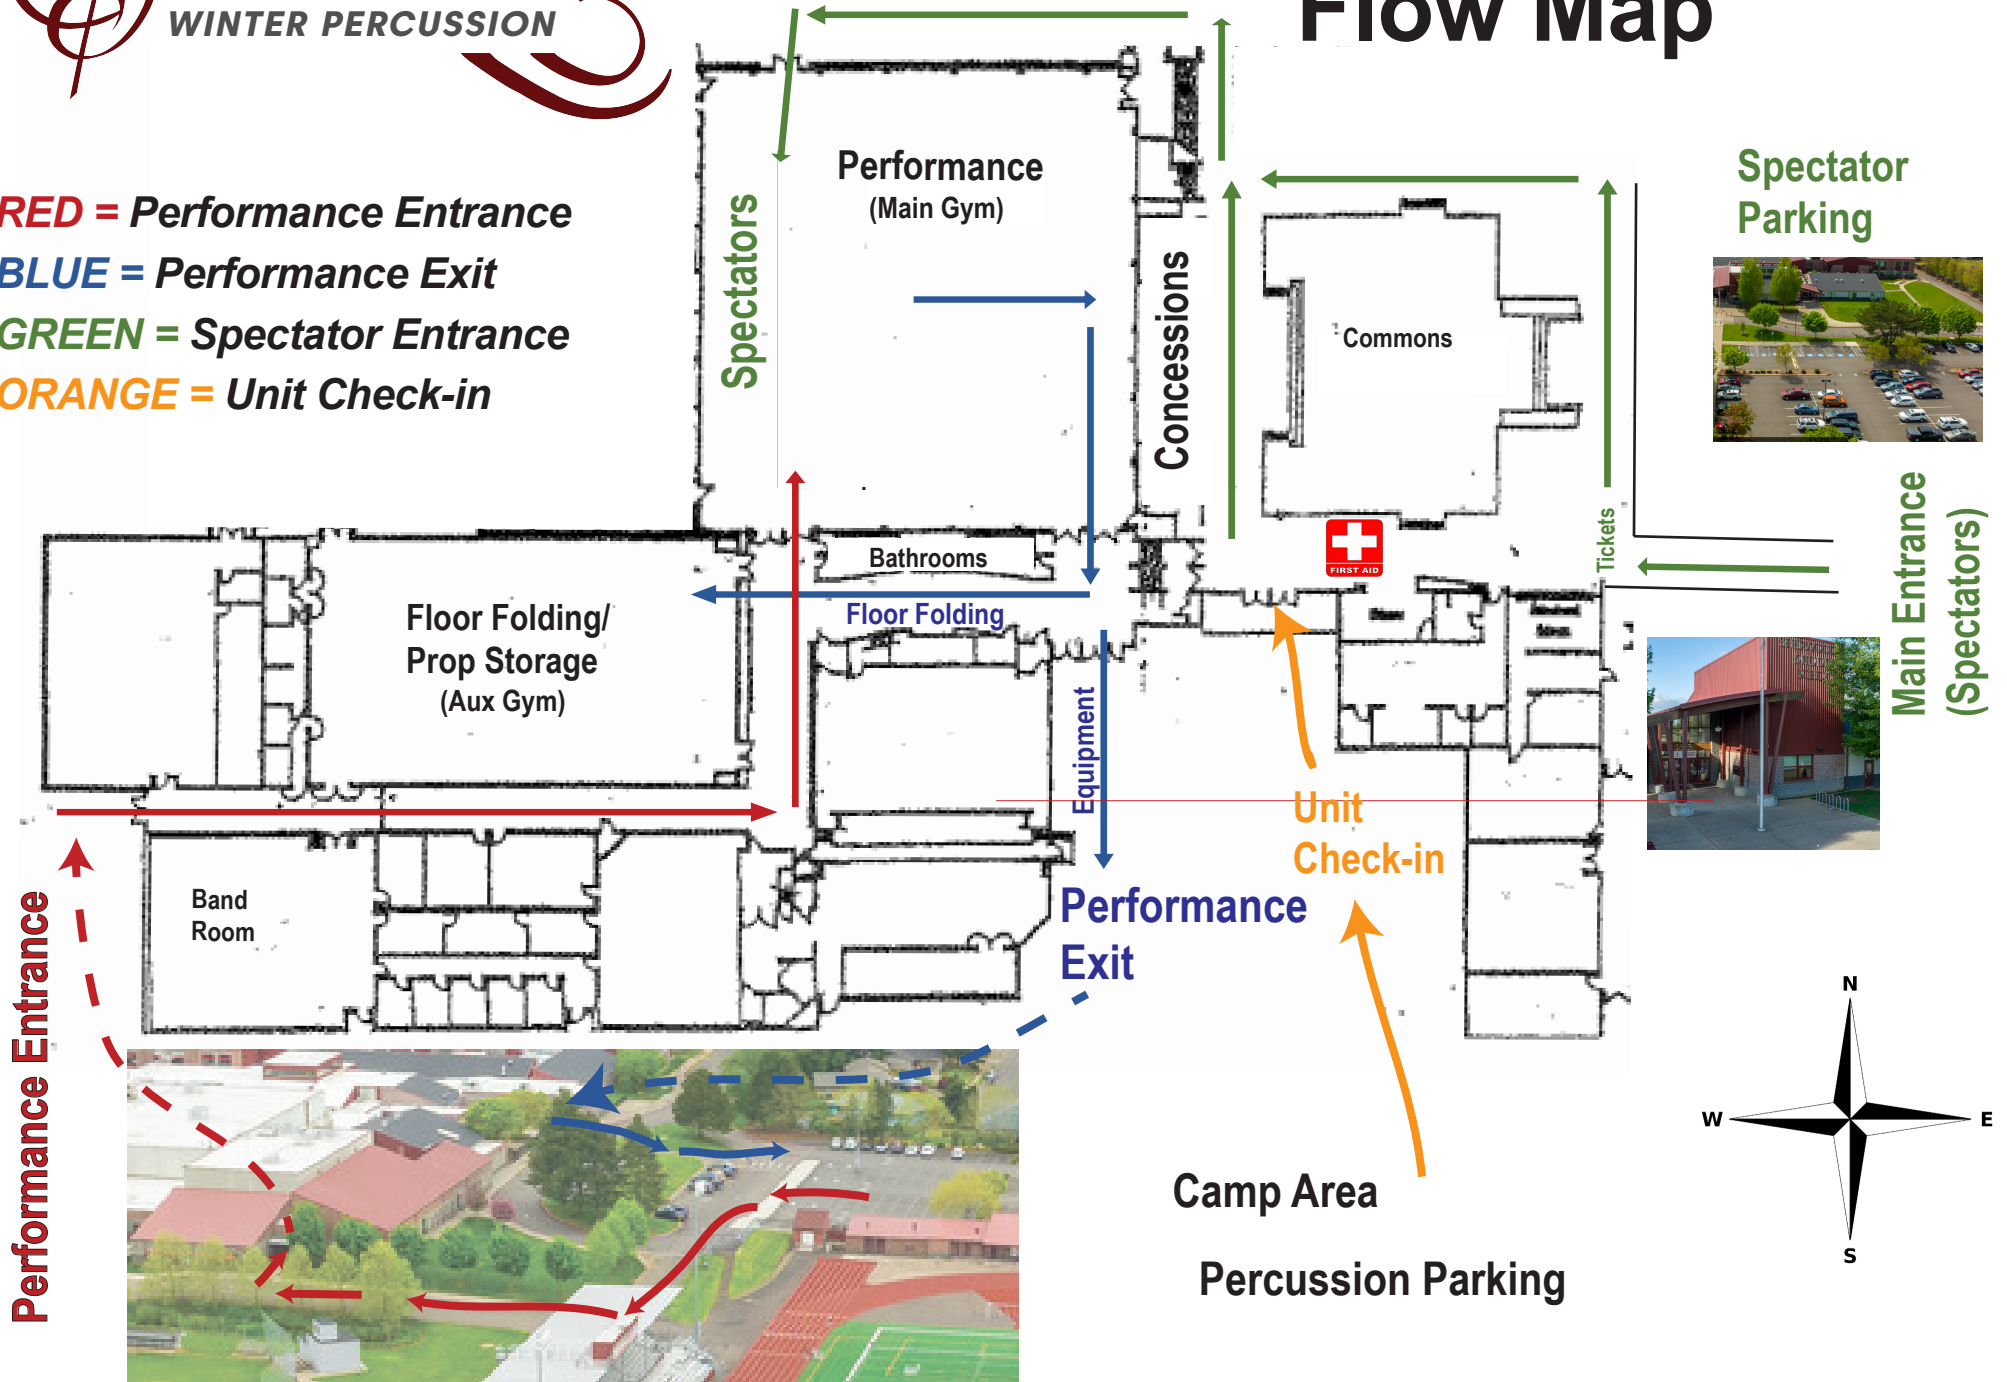 WINTER PERCUSSION
Flow Map
RED = Performance Entrance
BLUE = Performance Exit
GREEN = Spectator Entrance
ORANGE = Unit Check-in
Spectators
Performance
(Main Gym)
Concessions
Commons
Spectator
Parking
Tickets
Main Entrance
(Spectators)
FIRST AID
Bathrooms
Floor Folding
Floor Folding/
Prop Storage
(Aux Gym)
Equipment
Unit
Check-in
Band
Room
Performance
Exit
Performance Entrance
Camp Area
Percussion Parking
N
W
E
S